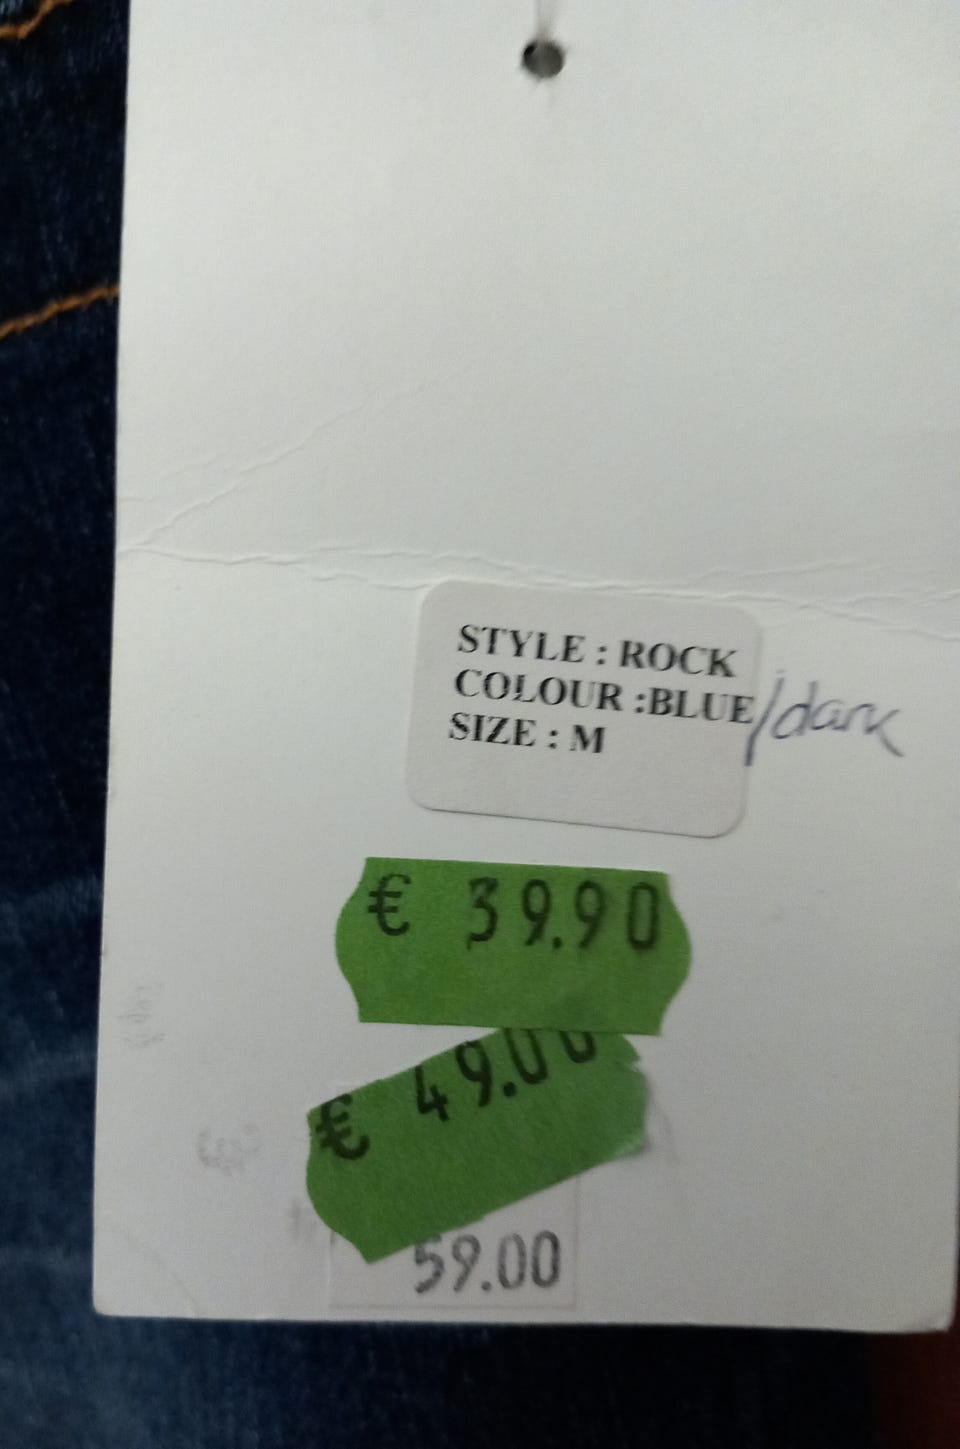 STYLE : ROCK
COLOUR :BLUE/dark
SIZE : M
€ 39.90
€ 49.00
59.00